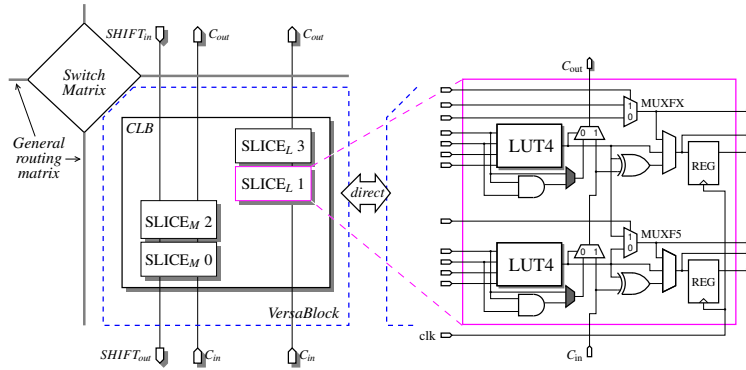 SHIFTin
Cout
Cout
Switch
Matrix
General
routing
matrix
CLB
SLICEL 3
SLICEL 1
SLICEM 2
SLICEM 0
VersaBlock
SHIFTout
Cin
Cin
direct
Cout
1
0
MUXFX
LUT4
0 1
REG
1
0
MUXF5
LUT4
0 1
REG
clk
Cin